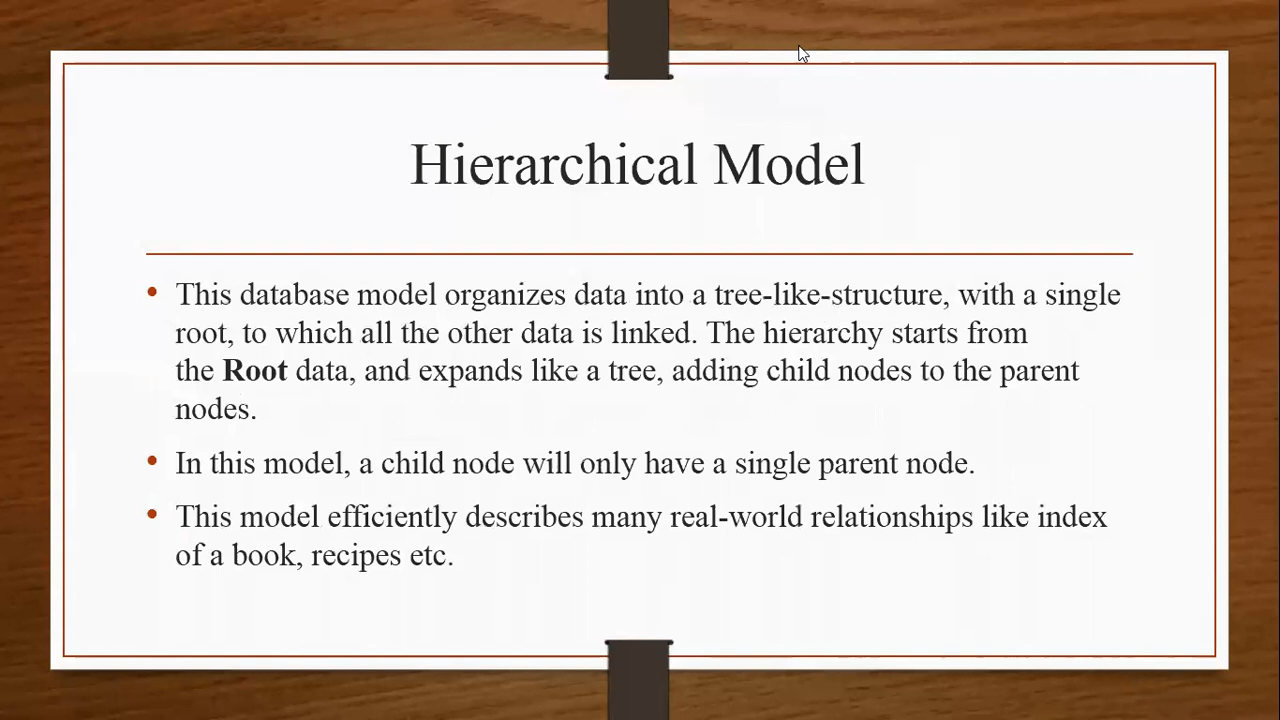 Hierarchical Model
• This database model organizes data into a tree-like-structure, with a single
root, to which all the other data is linked. The hierarchy starts from
the Root data, and expands like a tree, adding child nodes to the parent
nodes.
• In this model, a child node will only have a single parent node.
• This model efficiently describes many real-world relationships like index
of a book, recipes etc.